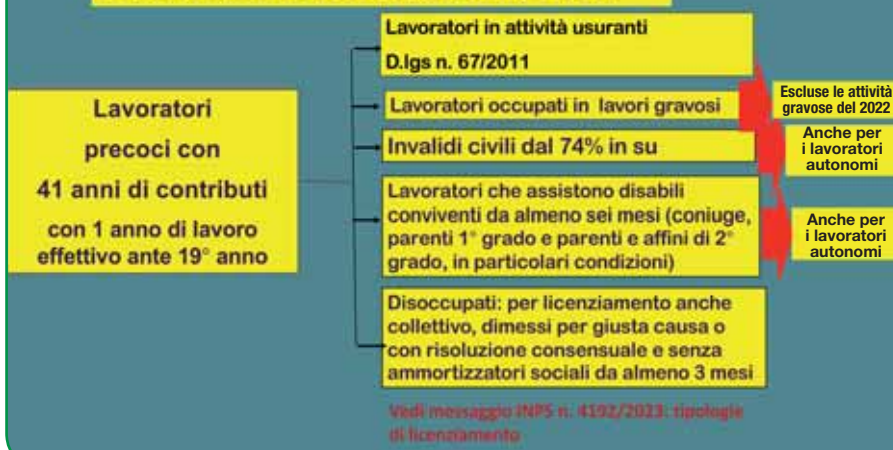 Lavoratori
precoci con
41 anni di contributi
con 1 anno di lavoro
effettivo ante 19° anno
Lavoratori in attività usuranti
D.lgs n. 67/2011
Lavoratori occupati in lavori gravosi
Escluse le attività
gravose del 2022
Invalidi civili dal 74% in su
Anche per
i lavoratori
autonomi
Lavoratori che assistono disabili
conviventi da almeno sei mesi (coniuge,
parenti 1° grado e parenti e affini di 2°
grado, in particolari condizioni)
Anche per
i lavoratori
autonomi
Disoccupati: per licenziamento anche
collettivo, dimessi per giusta causa o
con risoluzione consensuale e senza
ammortizzatori sociali da almeno 3 mesi
Vedi messaggio INPS n. 4192/2023: tipologie
di licenziamento